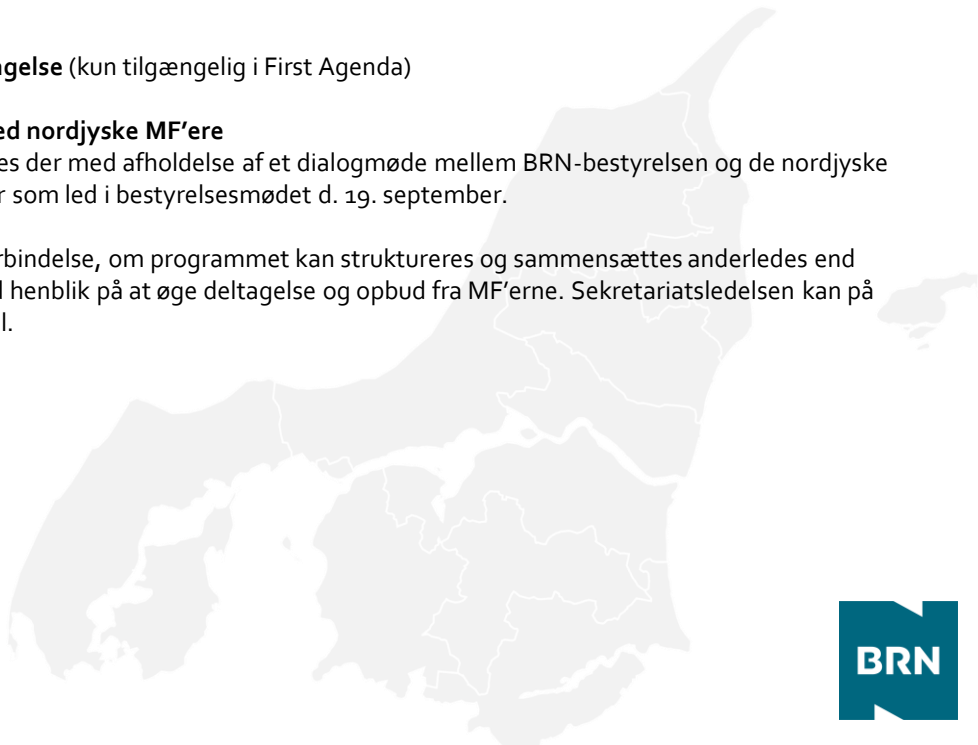 gelse (kun tilgængelig i First Agenda)
ed nordjyske MF'ere
es der med afholdelse af et dialogmøde mellem BRN-bestyrelsen og de nordjyske
r som led i bestyrelsesmødet d. 19. september.
rbindelse, om programmet kan struktureres og sammensættes anderledes end
l henblik på at øge deltagelse og opbud fra MF'erne. Sekretariatsledelsen kan på
l.
BRN